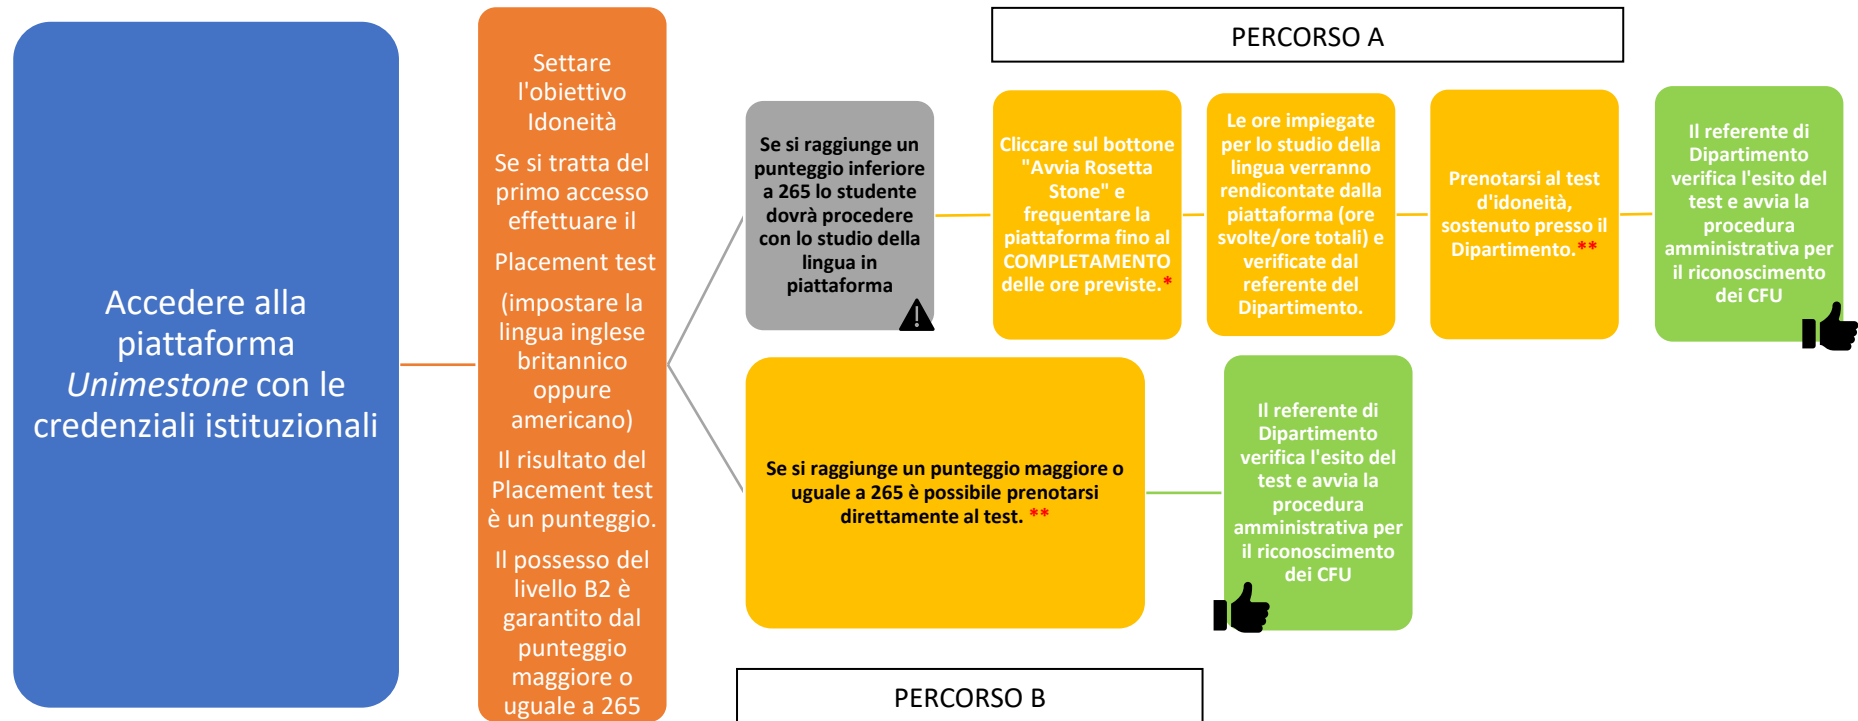 Accedere alla
piattaforma
Unimestone con le
credenziali istituzionali
Settare
l'obiettivo
Idoneità
Se si tratta del
primo accesso
effettuare il
Placement test
(impostare la
lingua inglese
britannico
oppure
americano)
Il risultato del
Placement test
è un punteggio.
Il possesso del
livello B2 è
garantito dal
punteggio
maggiore o
uguale a 265
PERCORSO A
Se si raggiunge un
punteggio inferiore
a 265 lo studente
dovrà procedere
con lo studio della
lingua in
piattaforma
Cliccare sul bottone
"Avvia Rosetta
Stone" e
frequentare la
piattaforma fino al
COMPLETAMENTO
delle ore previste.*
Le ore impiegate
per lo studio della
lingua verranno
rendicontate dalla
piattaforma (ore
svolte/ore totali) e
verificate dal
referente del
Dipartimento.
Prenotarsi al test
d'idoneità,
sostenuto presso il
Dipartimento.**
Il referente di
Dipartimento
verifica l'esito del
test e avvia la
procedura
amministrativa per
il riconoscimento
dei CFU
Se si raggiunge un punteggio maggiore o
uguale a 265 è possibile prenotarsi
direttamente al test. **
Il referente di
Dipartimento
verifica l'esito del
test e avvia la
procedura
amministrativa per
il riconoscimento
dei CFU
PERCORSO B